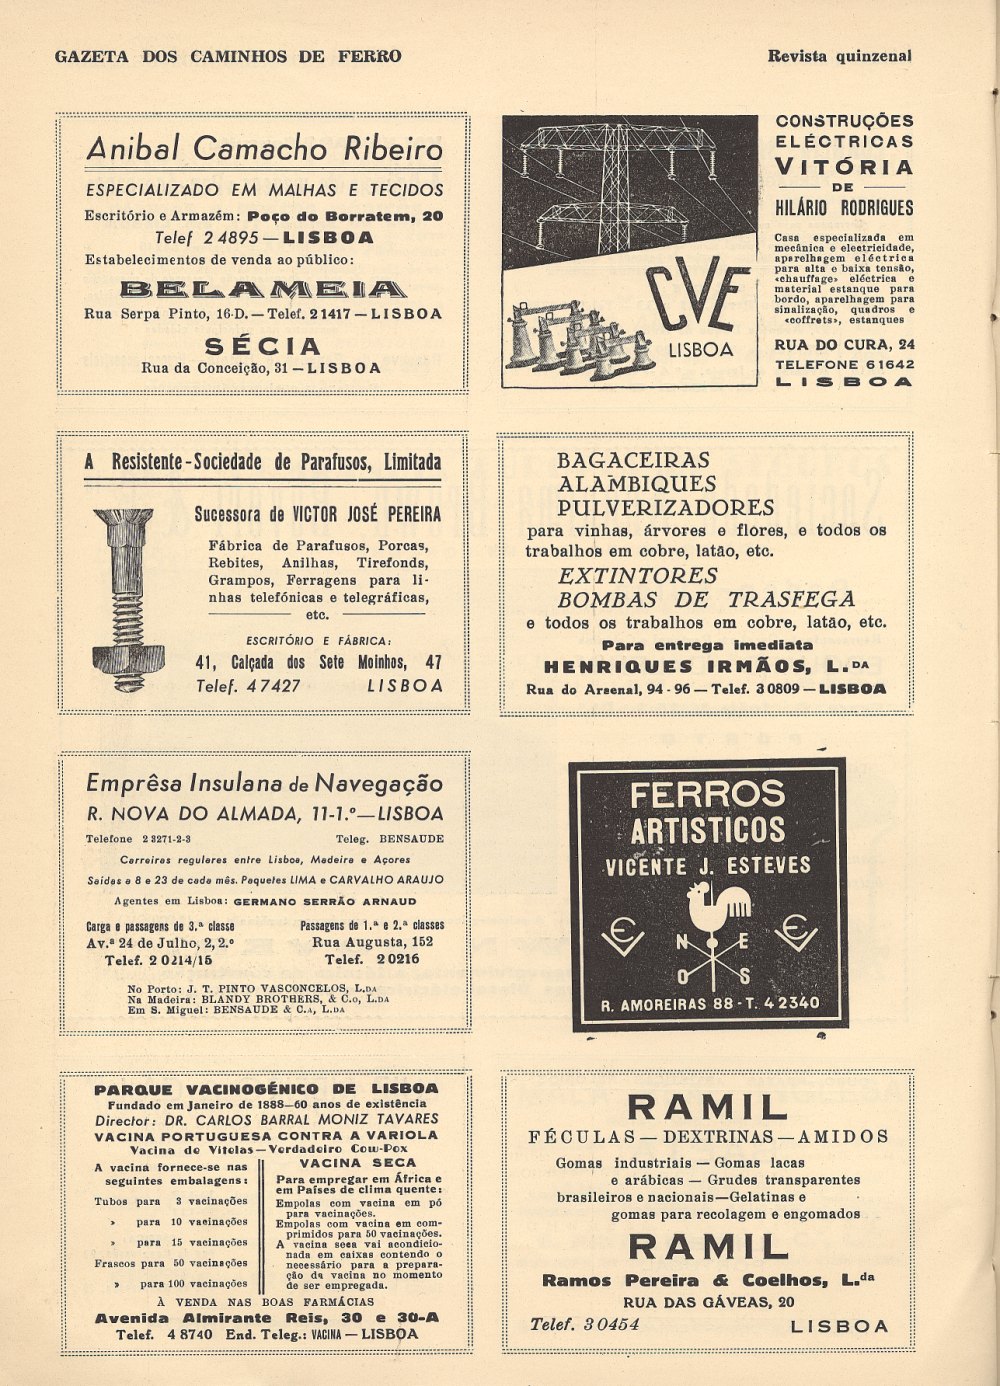 GAZETA DOS CAMINHOS DE FERRO
Revista quinzenal
Anibal Camacho Ribeiro
ESPECIALIZADO EM MALHAS E TECIDOS
Escritório e Armazém: Poço do Borratem, 20
Telef 2 4895 — LISBOA
Estabelecimentos de venda ao público:
BELAMEIA
Rua Serpa Pinto, 16-D. — Telef. 21417 — LISBOA
SÉCIA
Rua da Conceição, 31 — LISBOA
CVE
LISBOA
CONSTRUÇÕES
ELÉCTRICAS
VITÓRIA
DE
HILÁRIO RODRIGUES
Casa especializada em
mecânica e electricidade,
aparelhagem eléctrica
para alta e baixa tensão,
«chauffage» eléctrica e
material estanque para
bordo, aparelhagem para
sinalização, quadros e
«coffrets», estanques
RUA DO CURA, 24
TELEFONE 61642
LISBOA
A Resistente-Sociedade de Parafusos, Limitada
Sucessora de VICTOR JOSÉ PEREIRA
Fábrica de Parafusos, Porcas,
Rebites, Anilhas, Tirefonds,
Grampos, Ferragens para li-
nhas telefónicas e telegráficas,
etc.
ESCRITÓRIO E FÁBRICA:
41, Calçada dos Sete Moinhos, 47
Telef. 47427 LISBOA
BAGACEIRAS
ALAMBIQUES
PULVERIZADORES
para vinhas, árvores e flores, e todos os
trabalhos em cobre, latão, etc.
EXTINTORES
BOMBAS DE TRASFEGA
e todos os trabalhos em cobre, latão, etc.
Para entrega imediata
HENRIQUES IRMÃOS, L.DA
Rua do Arsenal, 94-96 — Telef. 30809 — LISBOA
Emprêsa Insulana de Navegação
R. NOVA DO ALMADA, 11-1.º — LISBOA
Telefone 2 3271-2-3 Teleg. BENSAUDE
Carreiras regulares entre Lisboa, Madeira e Açores
Saídas a 8 e 23 de cada mês. Paquetes LIMA e CARVALHO ARAUJO
Agentes em Lisboa: GERMANO SERRÃO ARNAUD
Carga e passagens de 3.ª classe
Av.ª 24 de Julho, 2, 2.º
Telef. 2 0214/15
Passagens de 1.ª e 2.ª classes
Rua Augusta, 152
Telef. 2 0216
No Porto: J. T. PINTO VASCONCELOS, L.DA
Na Madeira: BLANDY BROTHERS, & C.O, L.DA
Em S. Miguel: BENSAUDE & C.A, L.DA
FERROS
ARTISTICOS
VICENTE J. ESTEVES
N E
O S
R. AMOREIRAS 88 - T. 42340
PARQUE VACINOGÉNICO DE LISBOA
Fundado em Janeiro de 1888—60 anos de existência
Director: DR. CARLOS BARRAL MONIZ TAVARES
VACINA PORTUGUESA CONTRA A VARIOLA
Vacina de Vitelas—Verdadeiro Cow-Pox
A vacina fornece-se nas
seguintes embalagens:
Tubos para 3 vacinações
» para 10 vacinações
» para 15 vacinações
Frascos para 50 vacinações
» para 100 vacinações
VACINA SECA
Para empregar em África e
em Países de clima quente:
Empolas com vacina em pó
para vacinações.
Empolas com vacina em com-
primidos para 50 vacinações.
A vacina seca vai acondicio-
nada em caixas contendo o
necessário para a prepara-
ção da vacina no momento
de ser empregada.
À VENDA NAS BOAS FARMÁCIAS
Avenida Almirante Reis, 30 e 30-A
Telef. 4 8740 End. Teleg.: VACINA — LISBOA
RAMIL
FÉCULAS — DEXTRINAS — AMIDOS
Gomas industriais — Gomas lacas
e arábicas — Grudes transparentes
brasileiros e nacionais—Gelatinas e
gomas para recolagem e engomados
RAMIL
Ramos Pereira & Coelhos, L.da
RUA DAS GÁVEAS, 20
Telef. 30454 LISBOA